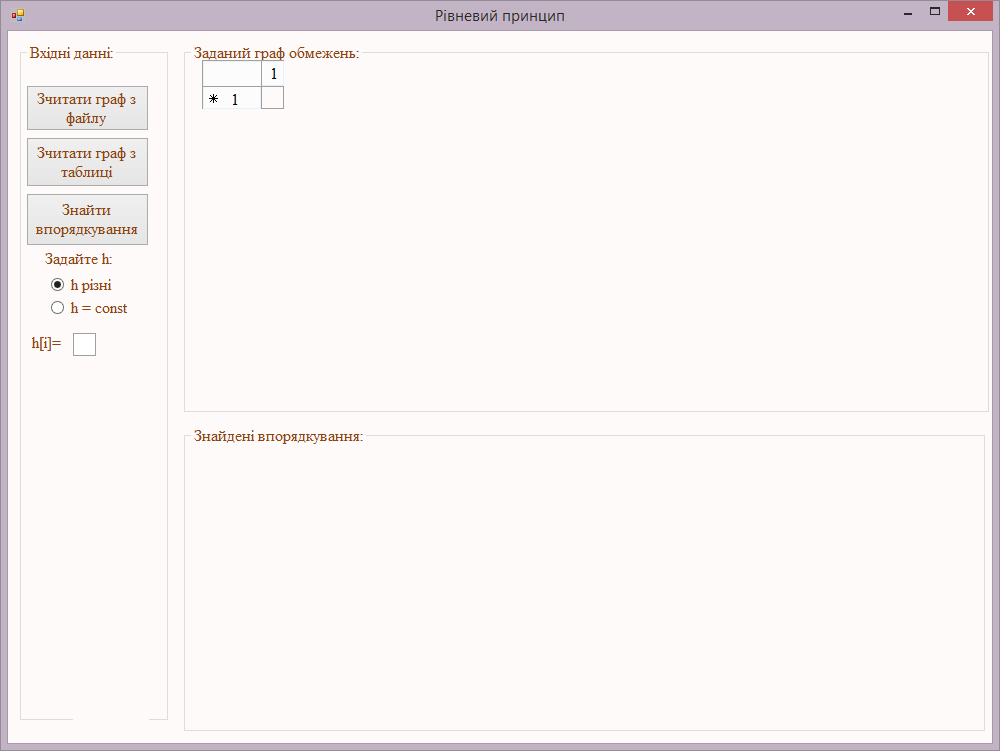 Рівневий принцип
Вхідні данні:
Зчитати граф з
файлу
Зчитати граф з
таблиці
Знайти
впорядкування
Задайте h:
h різні
h = const
h[i]=
Заданий граф обмежень:
1
* 1
Знайдені впорядкування: